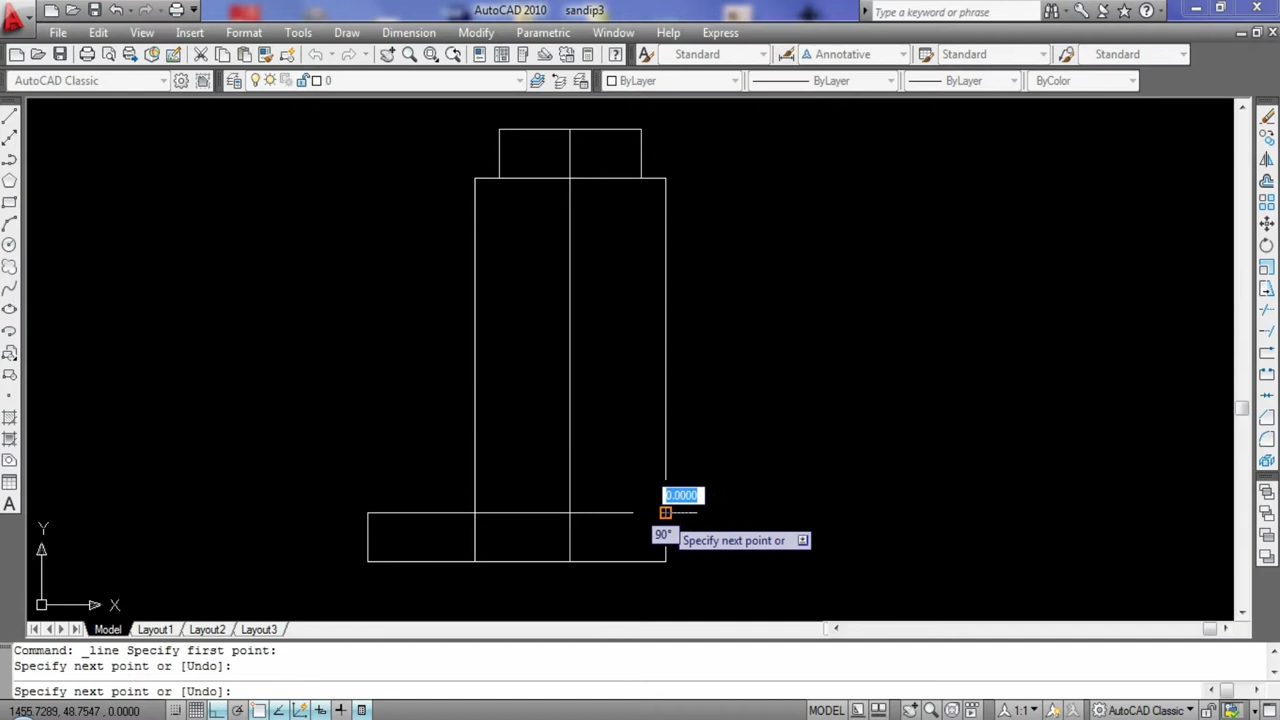 AutoCAD 2010 sandip3
Type a keyword or phrase
File Edit View Insert Format Tools Draw Dimension Modify Parametric Window Help Express
Standard Annotative Standard Standard
AutoCAD Classic 0 ByLayer ByLayer ByLayer ByColor
0.0000
90° Specify next point or
Y
X
Model Layout1 Layout2 Layout3
Command: _line Specify first point:
Specify next point or [Undo]:
Specify next point or [Undo]:
1455.7289, 48.7547, 0.0000 MODEL 1:1 AutoCAD Classic